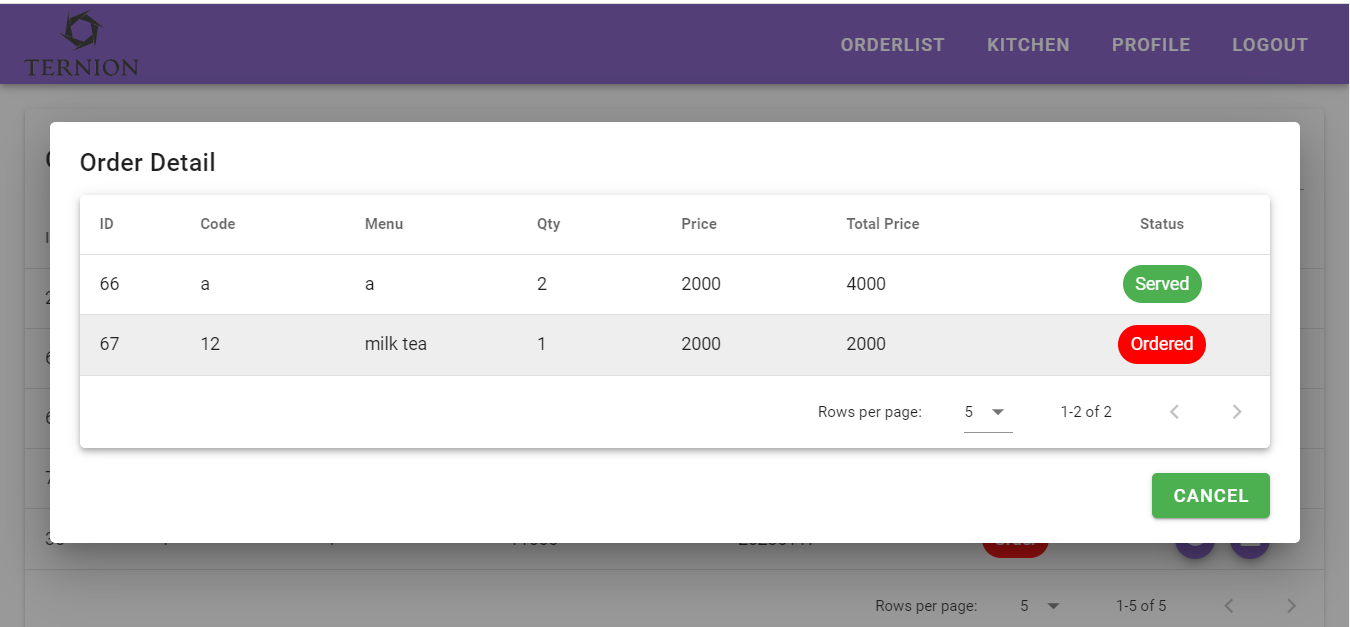 TERNION
ORDERLIST KITCHEN PROFILE LOGOUT
Order Detail
ID Code Menu Qty Price Total Price Status
66 a a 2 2000 4000 Served
67 12 milk tea 1 2000 2000 Ordered
Rows per page: 5 1-2 of 2
CANCEL
Rows per page: 5 1-5 of 5